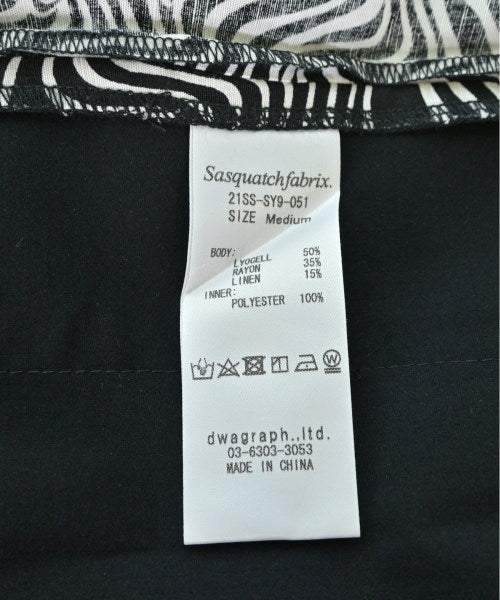 Sasquatchfabrix.
21SS-SY9-051
SIZE Medium
BODY: 50%
LYOCELL 35%
RAYON 15%
LINEN
INNER:
POLYESTER 100%
W
dwagraph.,ltd.
03-6303-3053
MADE IN CHINA